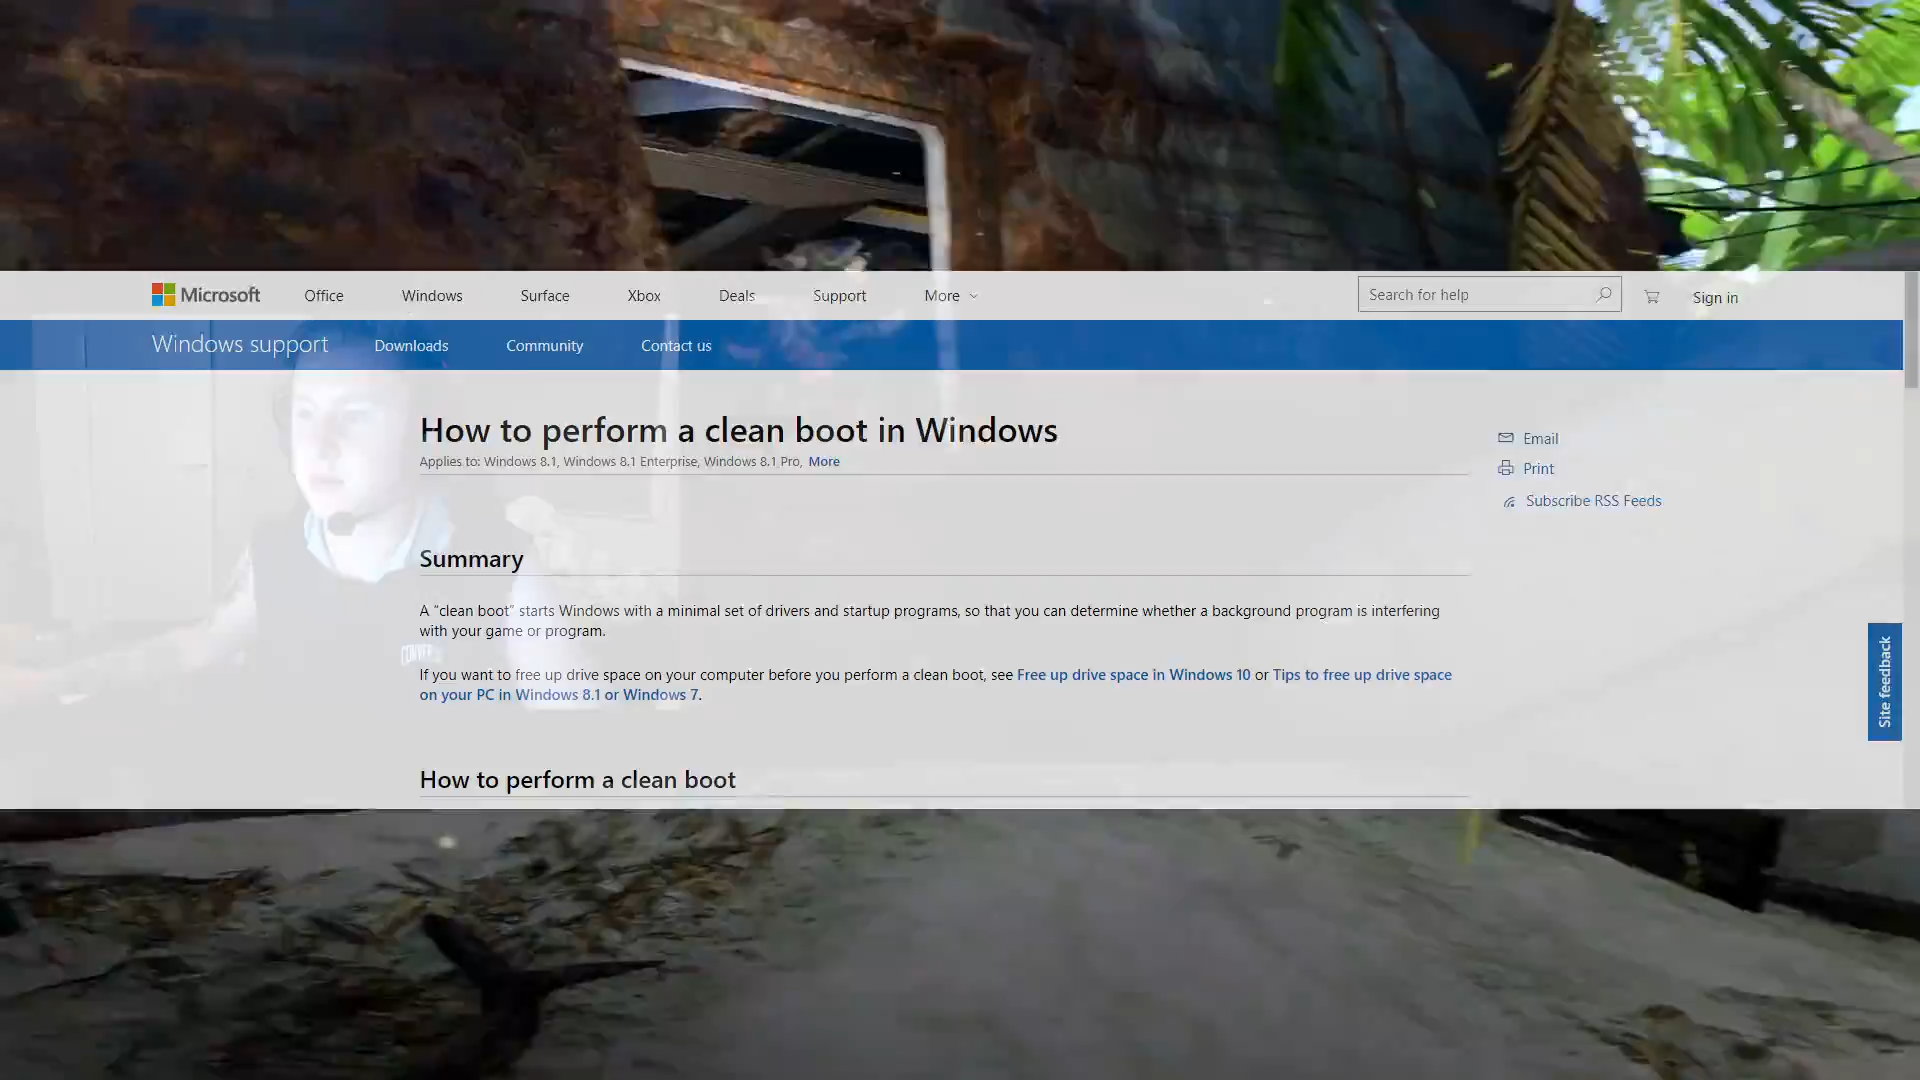 Microsoft Office Windows Surface Xbox Deals Support More Search for help Sign in
Windows support Downloads Community Contact us
How to perform a clean boot in Windows
Applies to: Windows 8.1, Windows 8.1 Enterprise, Windows 8.1 Pro, More
Email
Print
Subscribe RSS Feeds
Summary
A "clean boot" starts Windows with a minimal set of drivers and startup programs, so that you can determine whether a background program is interfering
with your game or program.
If you want to free up drive space on your computer before you perform a clean boot, see Free up drive space in Windows 10 or Tips to free up drive space
on your PC in Windows 8.1 or Windows 7.
Site feedback
How to perform a clean boot